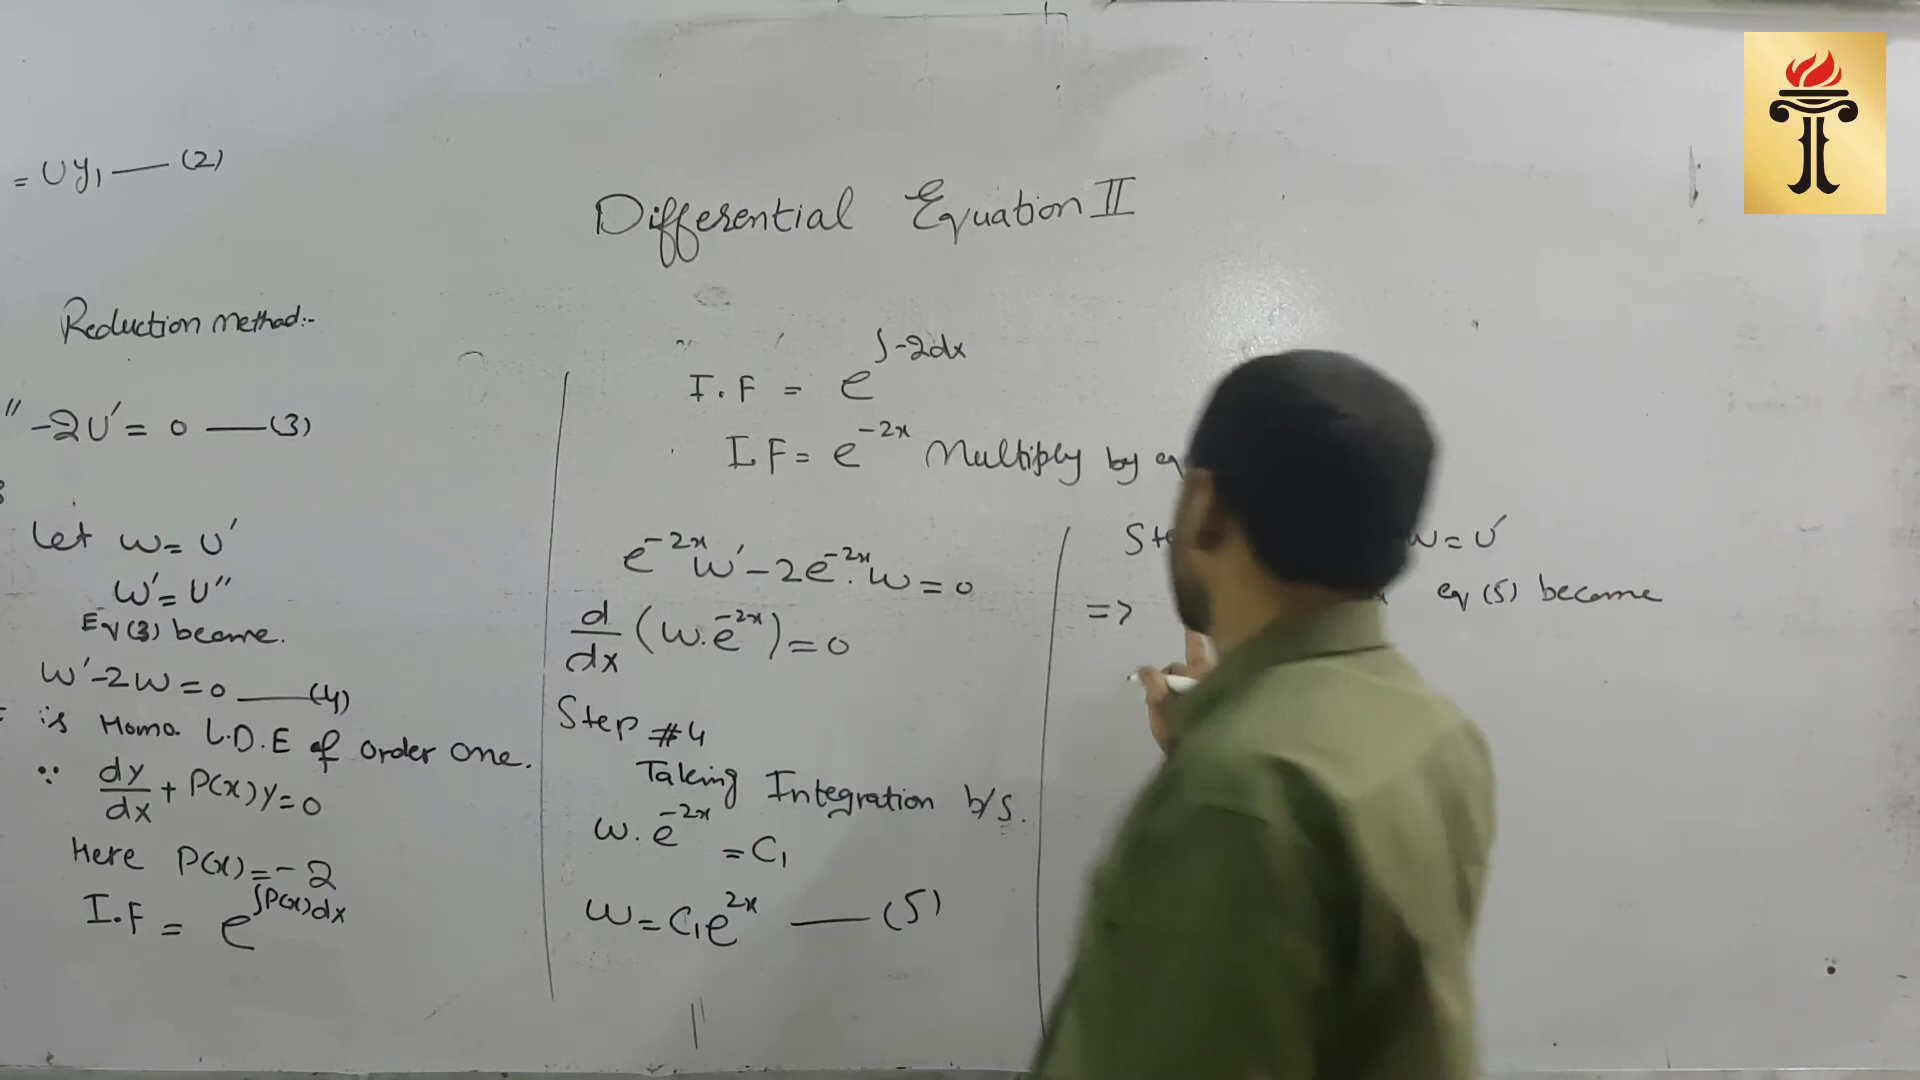 = Uy₁ — (2)
Differential Equation II
Reduction method:-
″ - 2U′ = 0 — (3)
Let w = U′
w′ = U″
Eq (3) become.
w′ - 2w = 0 — (4)
is Homo. L.D.E of order one.
∵ dy/dx + P(x)y = 0
Here P(x) = -2
I.F = e^∫P(x)dx
I.F = e^∫-2dx
I.F = e^-2x Multiply by eq
e^-2x w′ - 2e^-2x . w = 0
d/dx (w.e^-2x) = 0
Step #4
Taking Integration b/s.
w.e^-2x = C₁
w = C₁e^2x — (5)
w = U′
=> eq (5) become